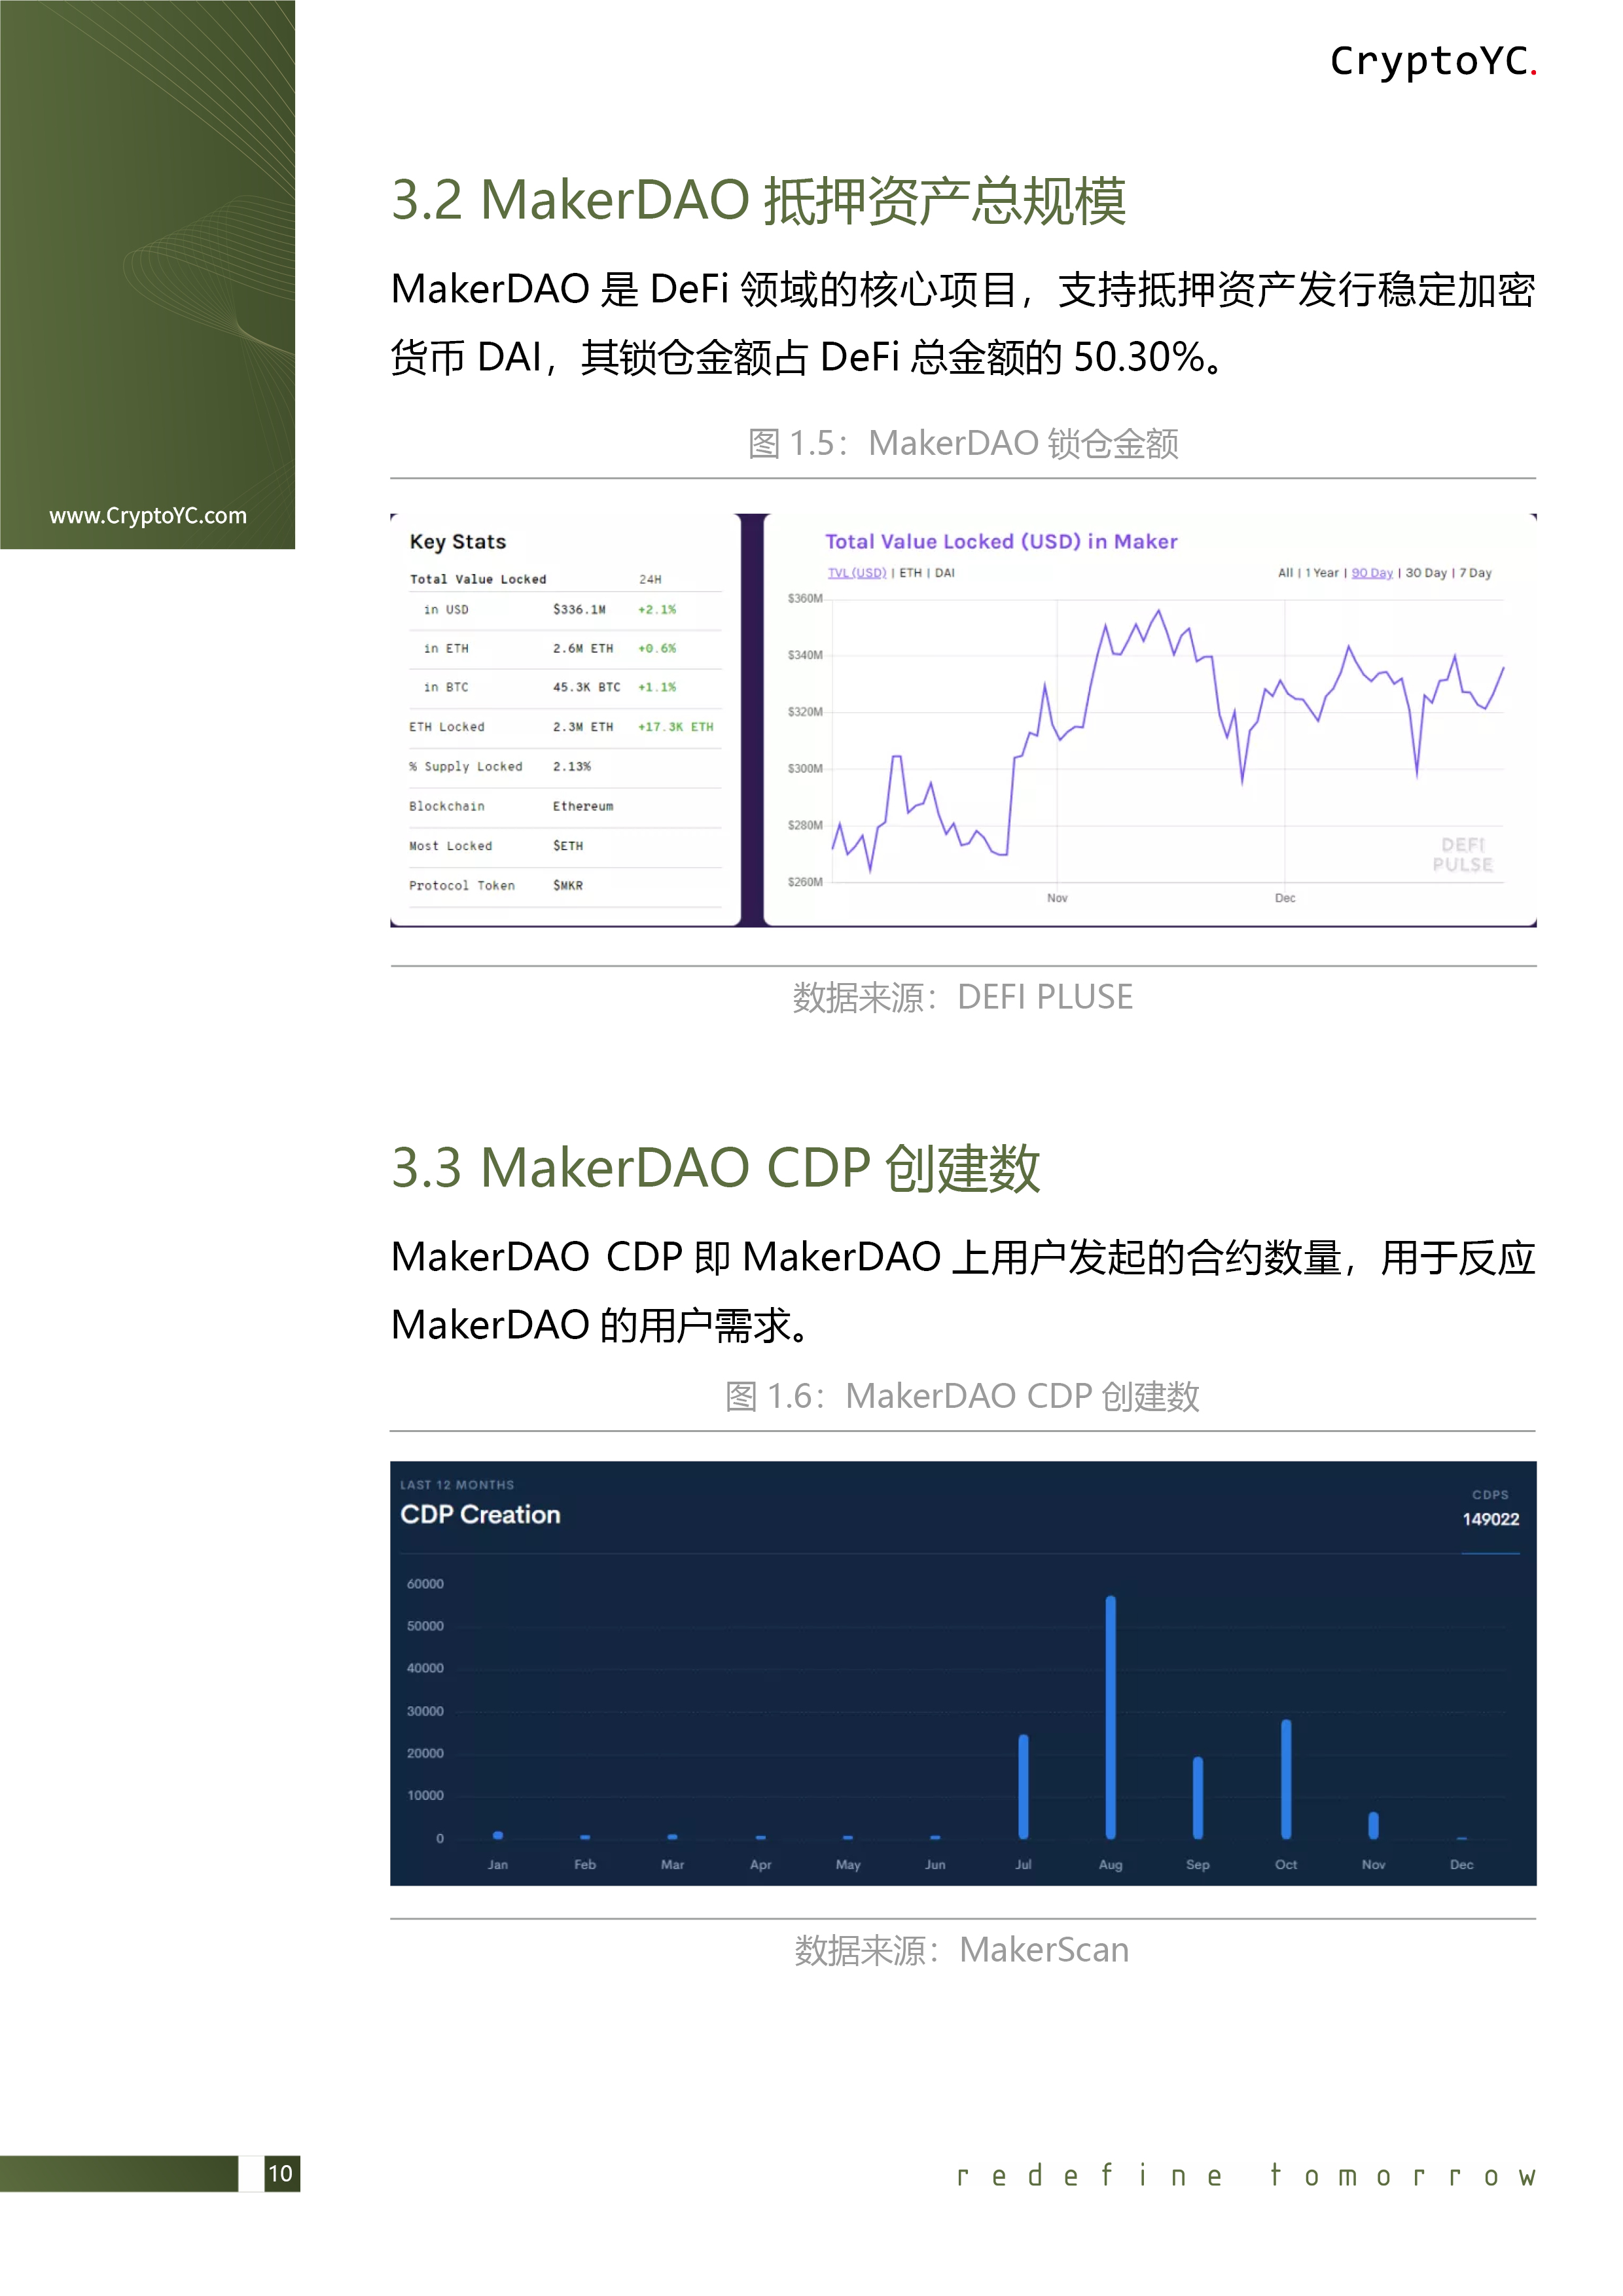 CryptoYC.
www.CryptoYC.com
3.2 MakerDAO 抵押资产总规模
MakerDAO 是 DeFi 领域的核心项目，支持抵押资产发行稳定加密
货币 DAI，其锁仓金额占 DeFi 总金额的 50.30%。
图 1.5：MakerDAO 锁仓金额
Key Stats
Total Value Locked 24H
in USD $336.1M +2.1%
in ETH 2.6M ETH +0.6%
in BTC 45.3K BTC +1.1%
ETH Locked 2.3M ETH +17.3K ETH
% Supply Locked 2.13%
Blockchain Ethereum
Most Locked $ETH
Protocol Token $MKR
Total Value Locked (USD) in Maker
TVL (USD) | ETH | DAI All | 1 Year | 90 Day | 30 Day | 7 Day
$360M
$340M
$320M
$300M
$280M
$260M
DEFI
PULSE
Nov Dec
数据来源：DEFI PLUSE
3.3 MakerDAO CDP 创建数
MakerDAO CDP 即 MakerDAO 上用户发起的合约数量，用于反应
MakerDAO 的用户需求。
图 1.6：MakerDAO CDP 创建数
LAST 12 MONTHS
CDP Creation
CDPS
149022
60000
50000
40000
30000
20000
10000
0
Jan Feb Mar Apr May Jun Jul Aug Sep Oct Nov Dec
数据来源：MakerScan
10
redefine tomorrow